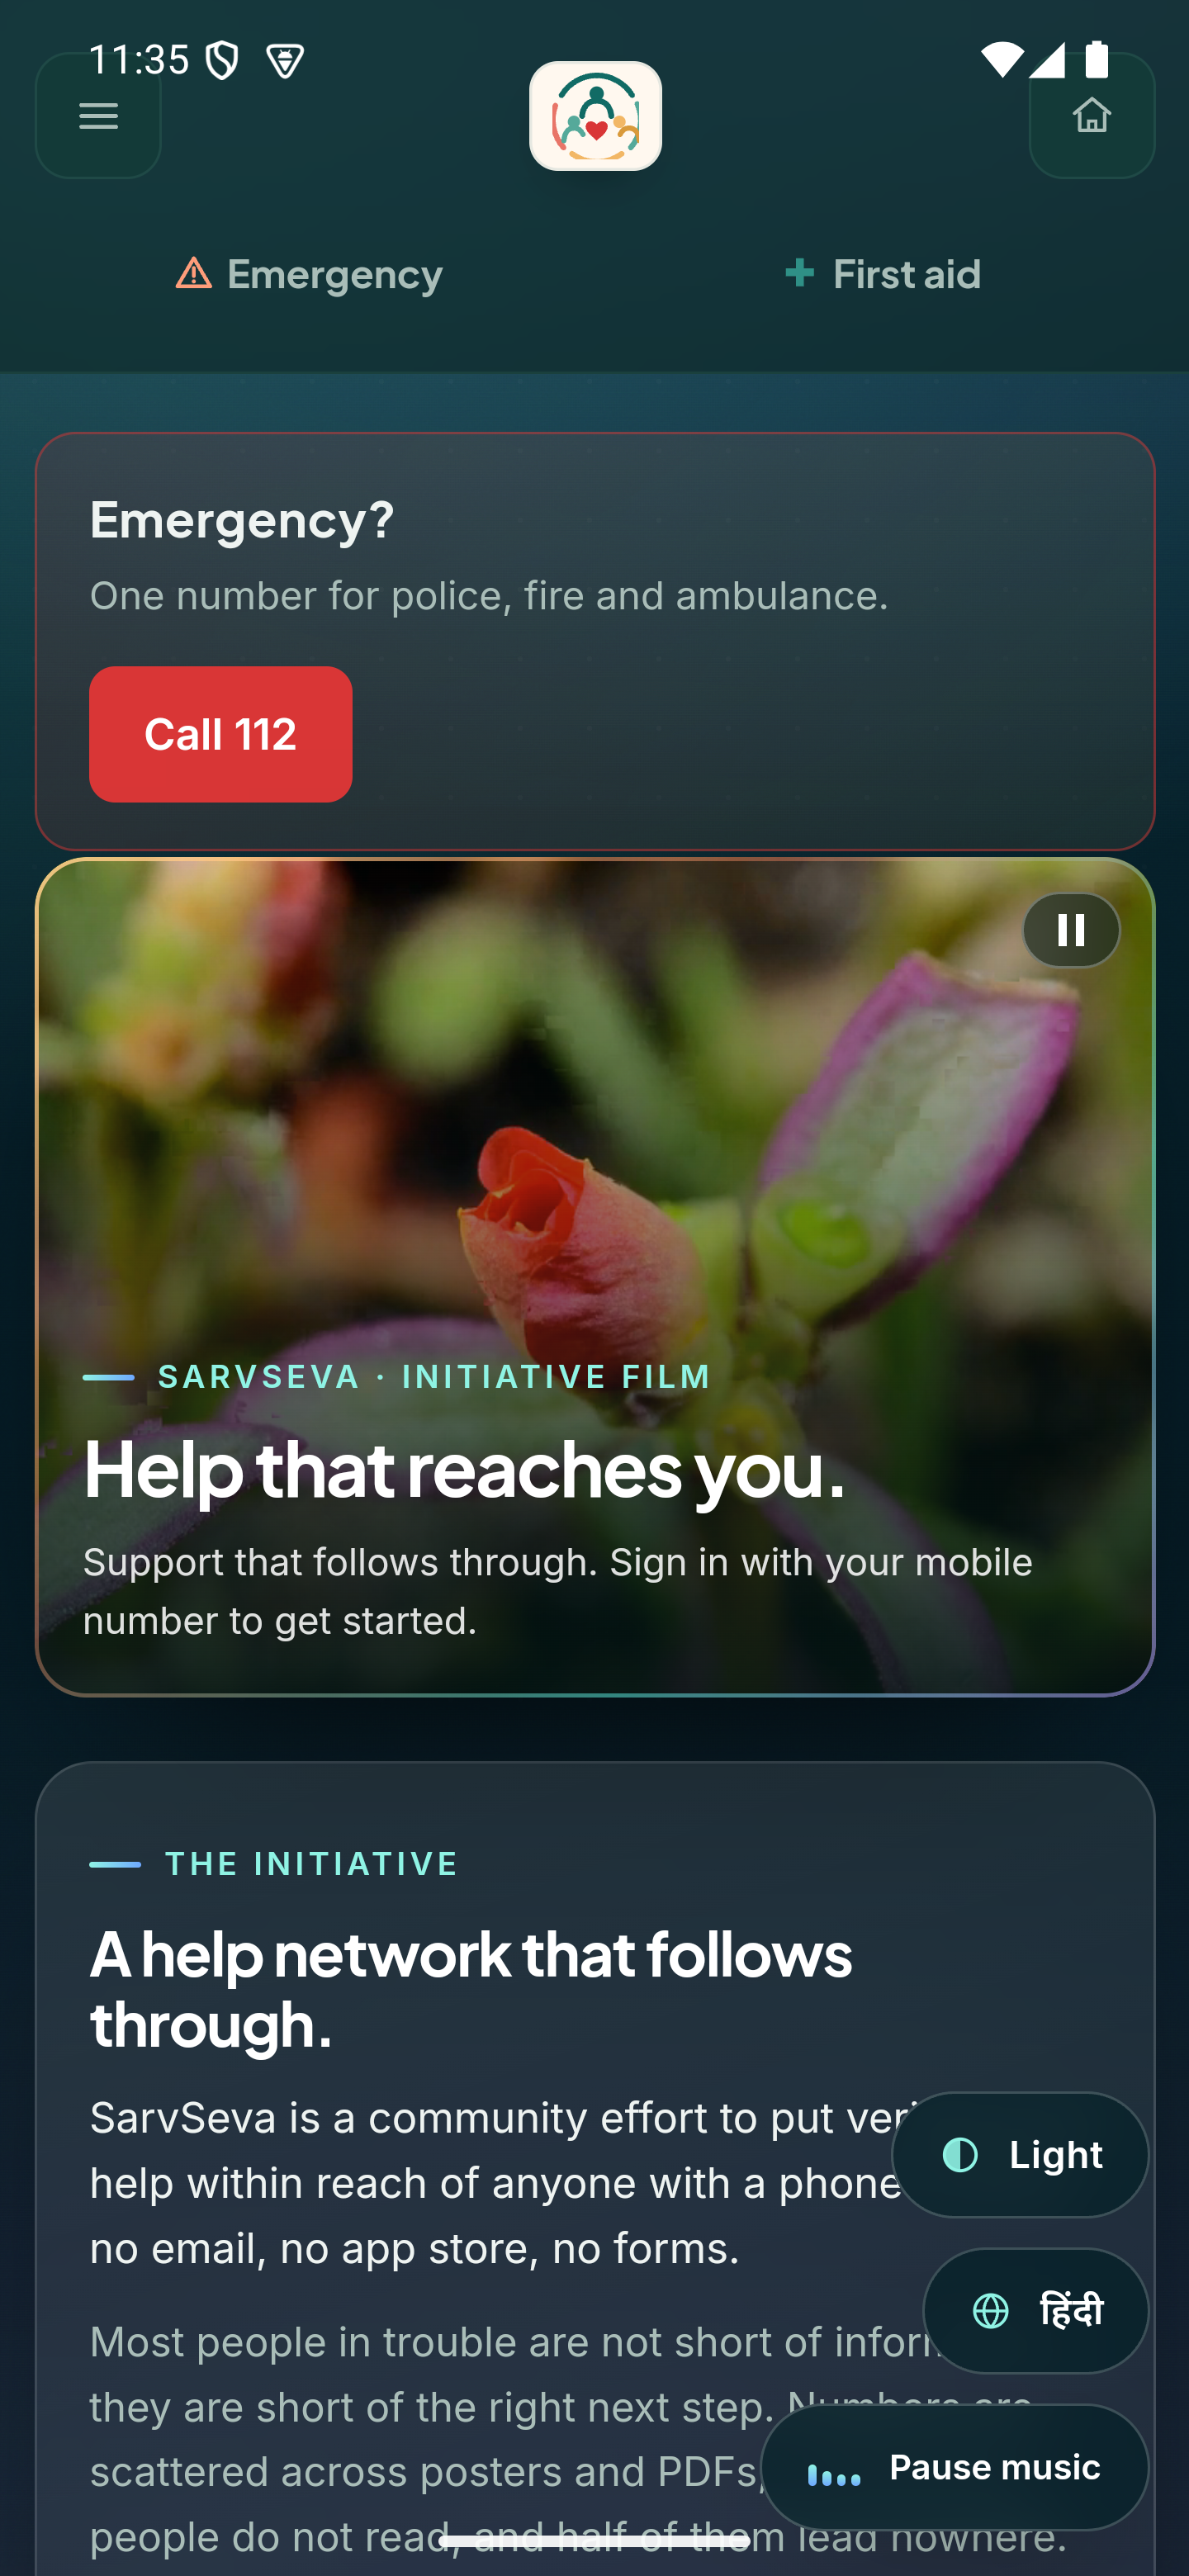 11:35
Emergency
First aid
Emergency?
One number for police, fire and ambulance.
Call 112
SARVSEVA · INITIATIVE FILM
Help that reaches you.
Support that follows through. Sign in with your mobile
number to get started.
THE INITIATIVE
A help network that follows
through.
SarvSeva is a community effort to put
help within reach of anyone with a phone
no email, no app store, no forms.
Light
हिंदी
Most people in trouble are not short of
they are short of the right next step. Numbers are
scattered across posters and PDFs,
Pause music
people do not read, and half of them lead nowhere.